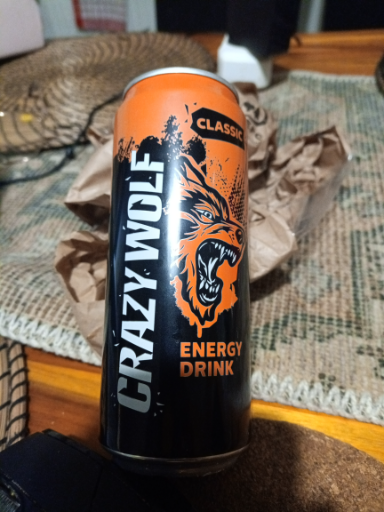 CLASSIC
CRAZY WOLF
ENERGY
DRINK